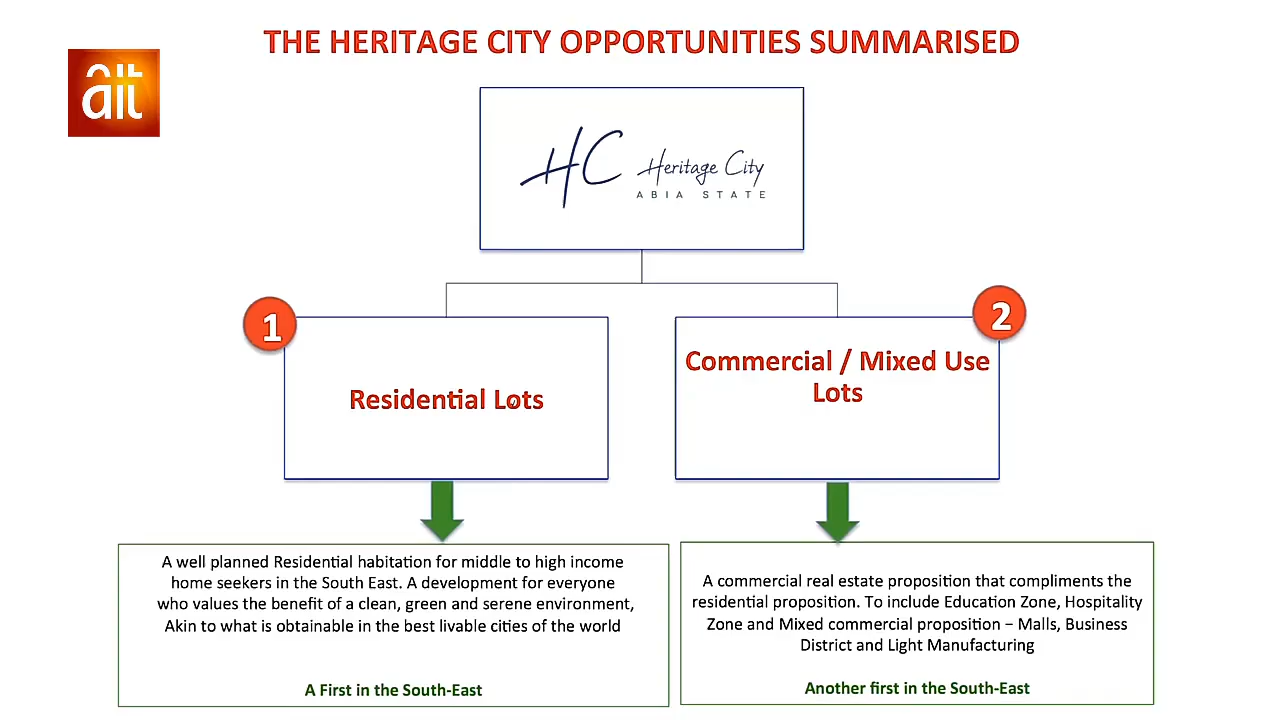 THE HERITAGE CITY OPPORTUNITIES SUMMARISED
ait
HC Heritage City
ABIA STATE
1
2
Residential Lots
Commercial / Mixed Use
Lots
A well planned Residential habitation for middle to high income
home seekers in the South East. A development for everyone
who values the benefit of a clean, green and serene environment,
Akin to what is obtainable in the best livable cities of the world
A First in the South-East
A commercial real estate proposition that compliments the
residential proposition. To include Education Zone, Hospitality
Zone and Mixed commercial proposition – Malls, Business
District and Light Manufacturing
Another first in the South-East